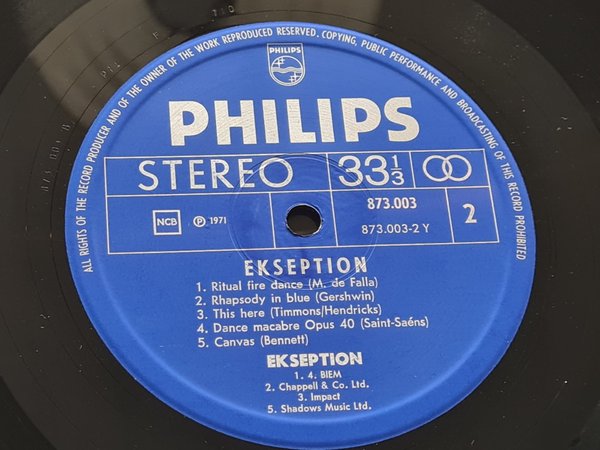 ALL RIGHTS OF THE RECORD PRODUCER AND OF THE OWNER OF THE WORK REPRODUCED RESERVED. COPYING, PUBLIC PERFORMANCE AND BROADCASTING OF THIS RECORD PROHIBITED
PHILIPS
PHILIPS
STEREO 33 1/3
NCB ℗ 1971 873.003 2
873.003-2 Y
EKSEPTION
1. Ritual fire dance (M. de Falla)
2. Rhapsody in blue (Gershwin)
3. This here (Timmons/Hendricks)
4. Dance macabre Opus 40 (Saint-Saéns)
5. Canvas (Bennett)
EKSEPTION
1. 4. BIEM
2. Chappell & Co. Ltd.
3. Impact
5. Shadows Music Ltd.